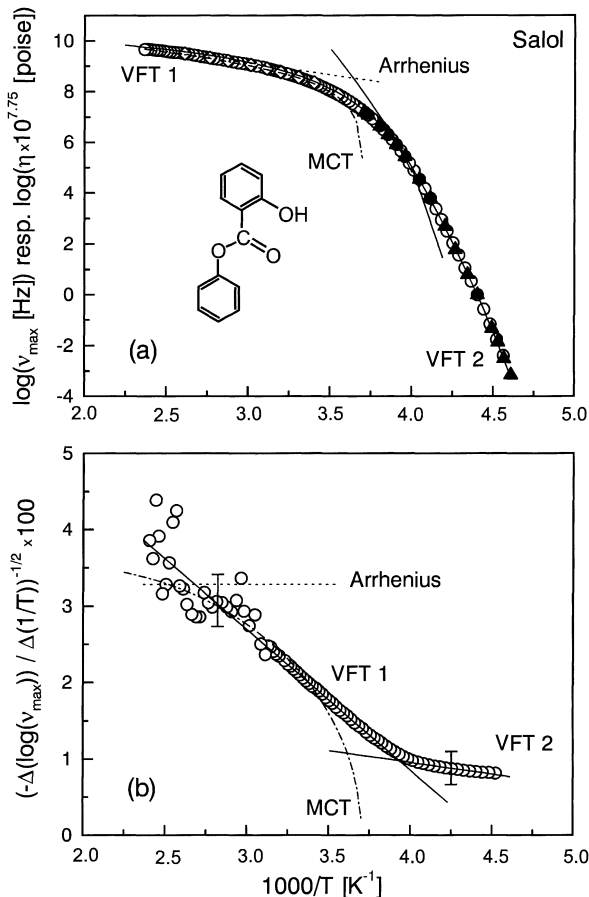 log(ν_max [Hz]) resp. log(η×10^7.75 [poise])
10
8
6
4
2
0
-2
-4
Salol
Arrhenius
VFT 1
MCT
OH
C
O
O
VFT 2
(a)
2.0 2.5 3.0 3.5 4.0 4.5 5.0
(-Δ(log(ν_max)) / Δ(1/T))^-1/2 ×100
5
4
3
2
1
0
Arrhenius
VFT 1
VFT 2
MCT
(b)
2.0 2.5 3.0 3.5 4.0 4.5 5.0
1000/T [K^-1]